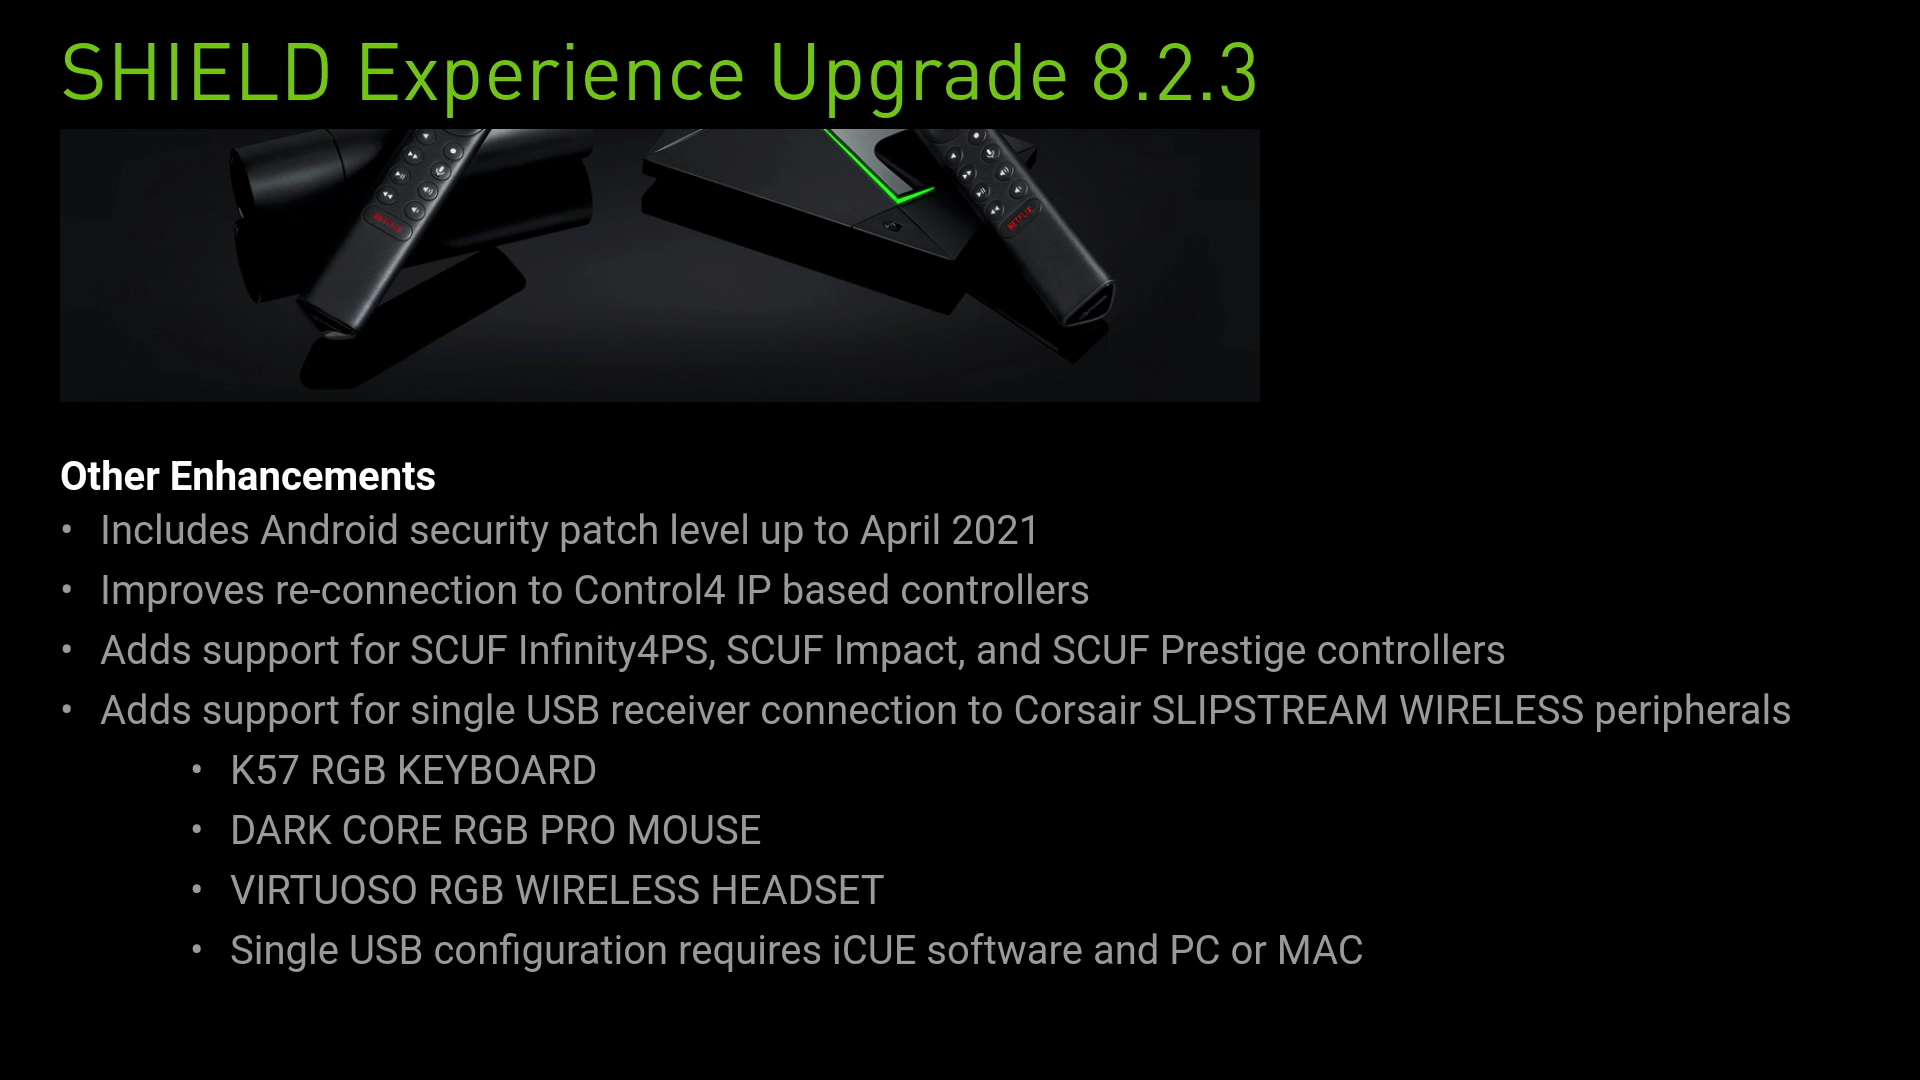 SHIELD Experience Upgrade 8.2.3
NETFLIX
NETFLIX
Other Enhancements
• Includes Android security patch level up to April 2021
• Improves re-connection to Control4 IP based controllers
• Adds support for SCUF Infinity4PS, SCUF Impact, and SCUF Prestige controllers
• Adds support for single USB receiver connection to Corsair SLIPSTREAM WIRELESS peripherals
• K57 RGB KEYBOARD
• DARK CORE RGB PRO MOUSE
• VIRTUOSO RGB WIRELESS HEADSET
• Single USB configuration requires iCUE software and PC or MAC